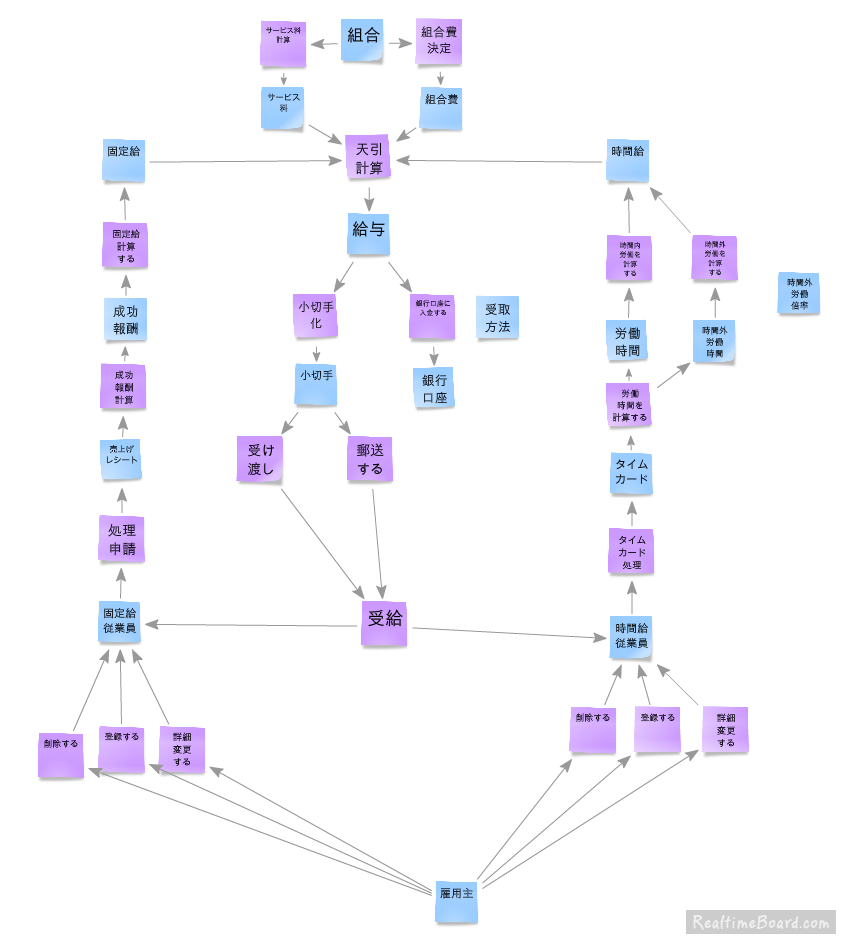 サービス料
計算
組合
組合費
決定
サービス
料
組合費
固定給
天引
計算
時間給
固定給
計算
する
給与
時間内
労働を
計算
する
時間外
労働を
計算
する
時間外
労働
倍率
成功
報酬
小切手
化
銀行口座に
入金する
受取
方法
労働
時間
時間外
労働
時間
成功
報酬
計算
小切手
銀行
口座
労働
時間を
計算する
売上げ
レシート
受け
渡し
郵送
する
タイム
カード
処理
申請
タイム
カード
処理
固定給
従業員
受給
時間給
従業員
削除する
登録する
詳細
変更
する
削除する
登録する
詳細
変更
する
雇用主
RealtimeBoard.com